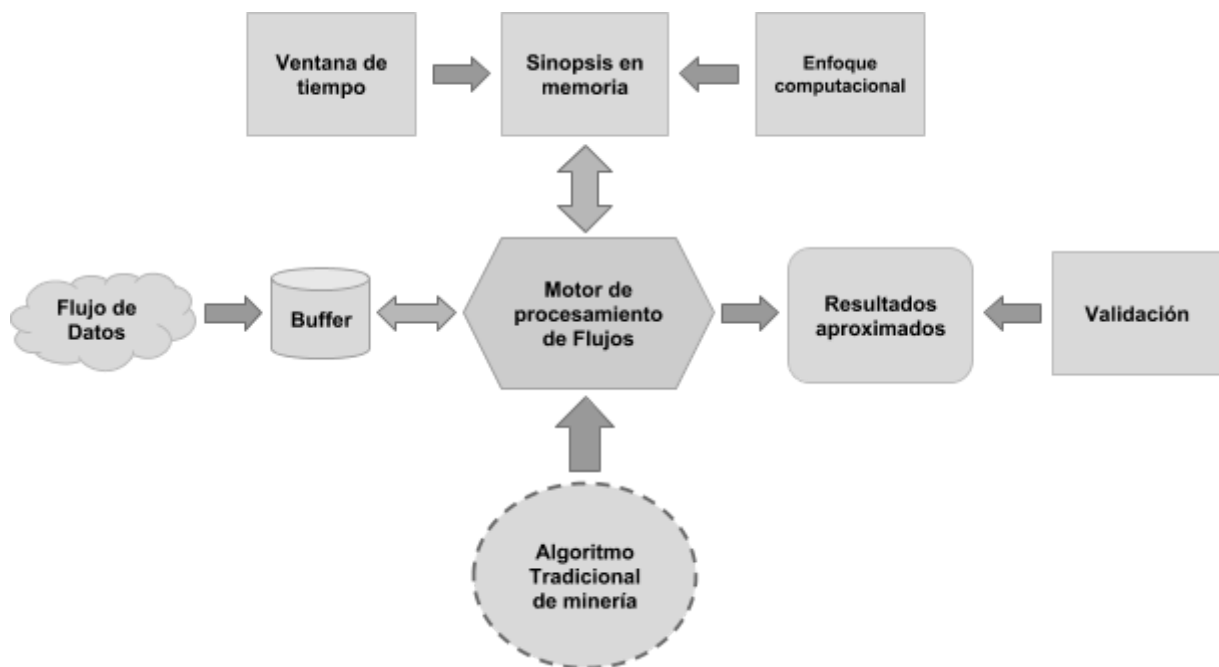 Ventana de
tiempo
Sinopsis en
memoria
Enfoque
computacional
Flujo de
Datos
Buffer
Motor de
procesamiento
de Flujos
Resultados
aproximados
Validación
Algoritmo
Tradicional
de minería